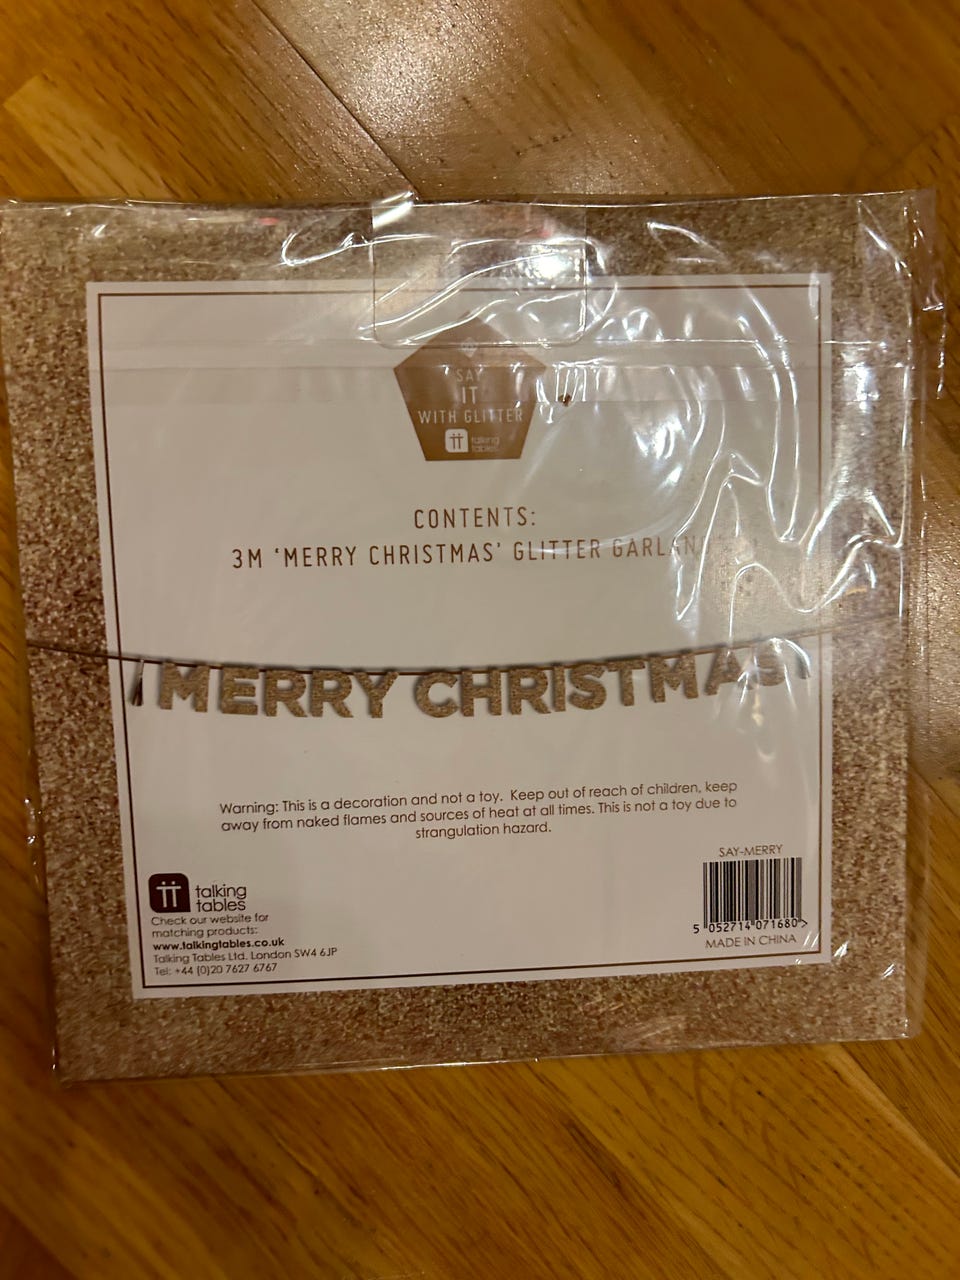 SAY
IT
WITH GLITTER
talking
tables
CONTENTS:
3M ‘MERRY CHRISTMAS’ GLITTER GARLAND
MERRY CHRISTMAS
Warning: This is a decoration and not a toy. Keep out of reach of children, keep
away from naked flames and sources of heat at all times. This is not a toy due to
strangulation hazard.
SAY-MERRY
talking
tables
Check our website for
matching products:
www.talkingtables.co.uk
Talking Tables Ltd. London SW4 6JP
Tel: +44 (0)20 7627 6767
5 052714 071680 >
MADE IN CHINA